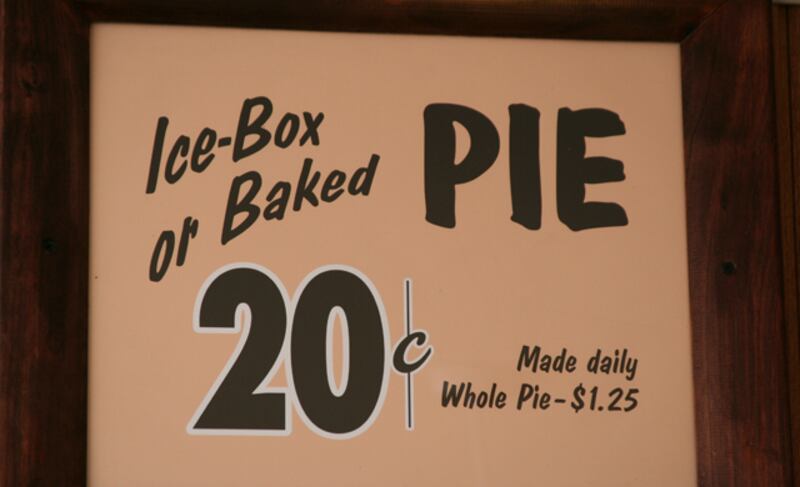 Ice-Box
or Baked
PIE
20¢
Made daily
Whole Pie-$1.25